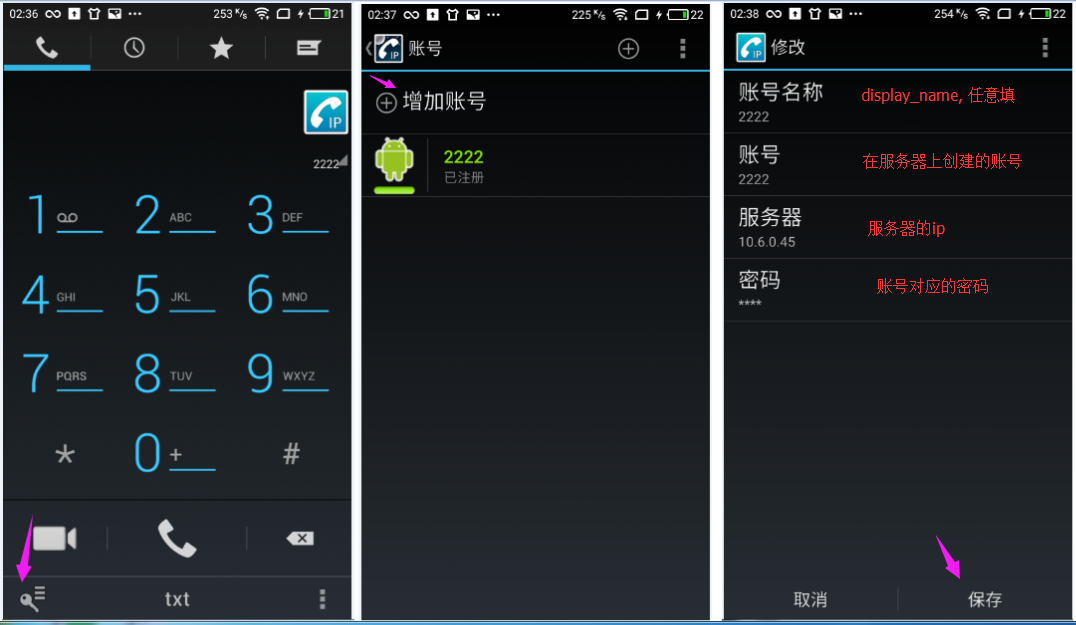 02:36
253 K/s
21
IP
2222
1
2 ABC
3 DEF
4 GHI
5 JKL
6 MNO
7 PQRS
8 TUV
9 WXYZ
*
0 +
#
txt
02:37
225 K/s
22
IP
账号
增加账号
2222
已注册
02:38
254 K/s
22
IP
修改
账号名称
display_name, 任意填
2222
账号
在服务器上创建的账号
2222
服务器
服务器的ip
10.6.0.45
密码
账号对应的密码
****
取消
保存